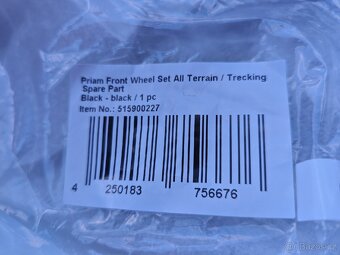 Priam Front Wheel Set All Terrain / Trecking
Spare Part
Black - black / 1 pc
Item No.: 515900227
4 250183 756676